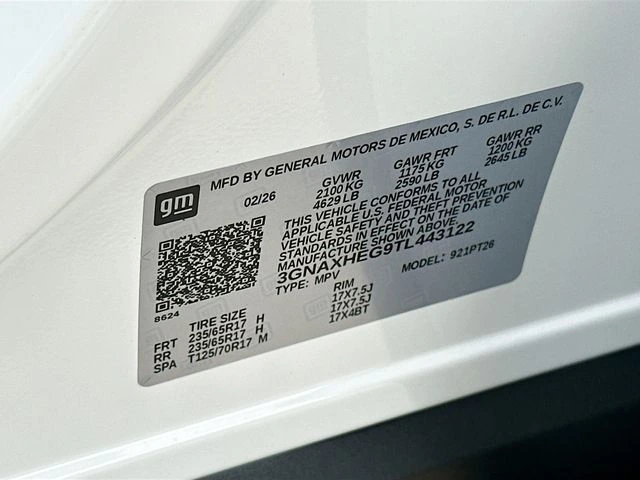 gm
MFD BY GENERAL MOTORS DE MEXICO, S. DE R.L. DE C.V.
02/26 GVWR GAWR FRT GAWR RR
2100 KG 1175 KG 1200 KG
4629 LB 2590 LB 2645 LB
THIS VEHICLE CONFORMS TO ALL
APPLICABLE U.S. FEDERAL MOTOR
VEHICLE SAFETY AND THEFT PREVENTION
STANDARDS IN EFFECT ON THE DATE OF
MANUFACTURE SHOWN ABOVE.
3GNAXHEG9TL443122
TYPE: MPV MODEL: 921PT26
8624
TIRE SIZE RIM
FRT 235/65R17 H 17X7.5J
RR 235/65R17 H 17X7.5J
SPA T125/70R17 M 17X4BT